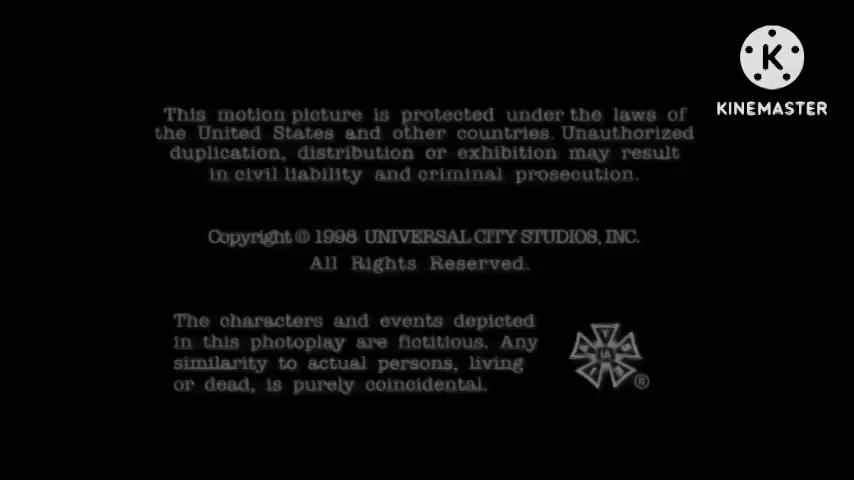 K
KINEMASTER
This motion picture is protected under the laws of
the United States and other countries. Unauthorized
duplication, distribution or exhibition may result
in civil liability and criminal prosecution.
Copyright © 1998 UNIVERSAL CITY STUDIOS, INC.
All Rights Reserved.
The characters and events depicted
in this photoplay are fictitious. Any
similarity to actual persons, living
or dead, is purely coincidental.
IA
®